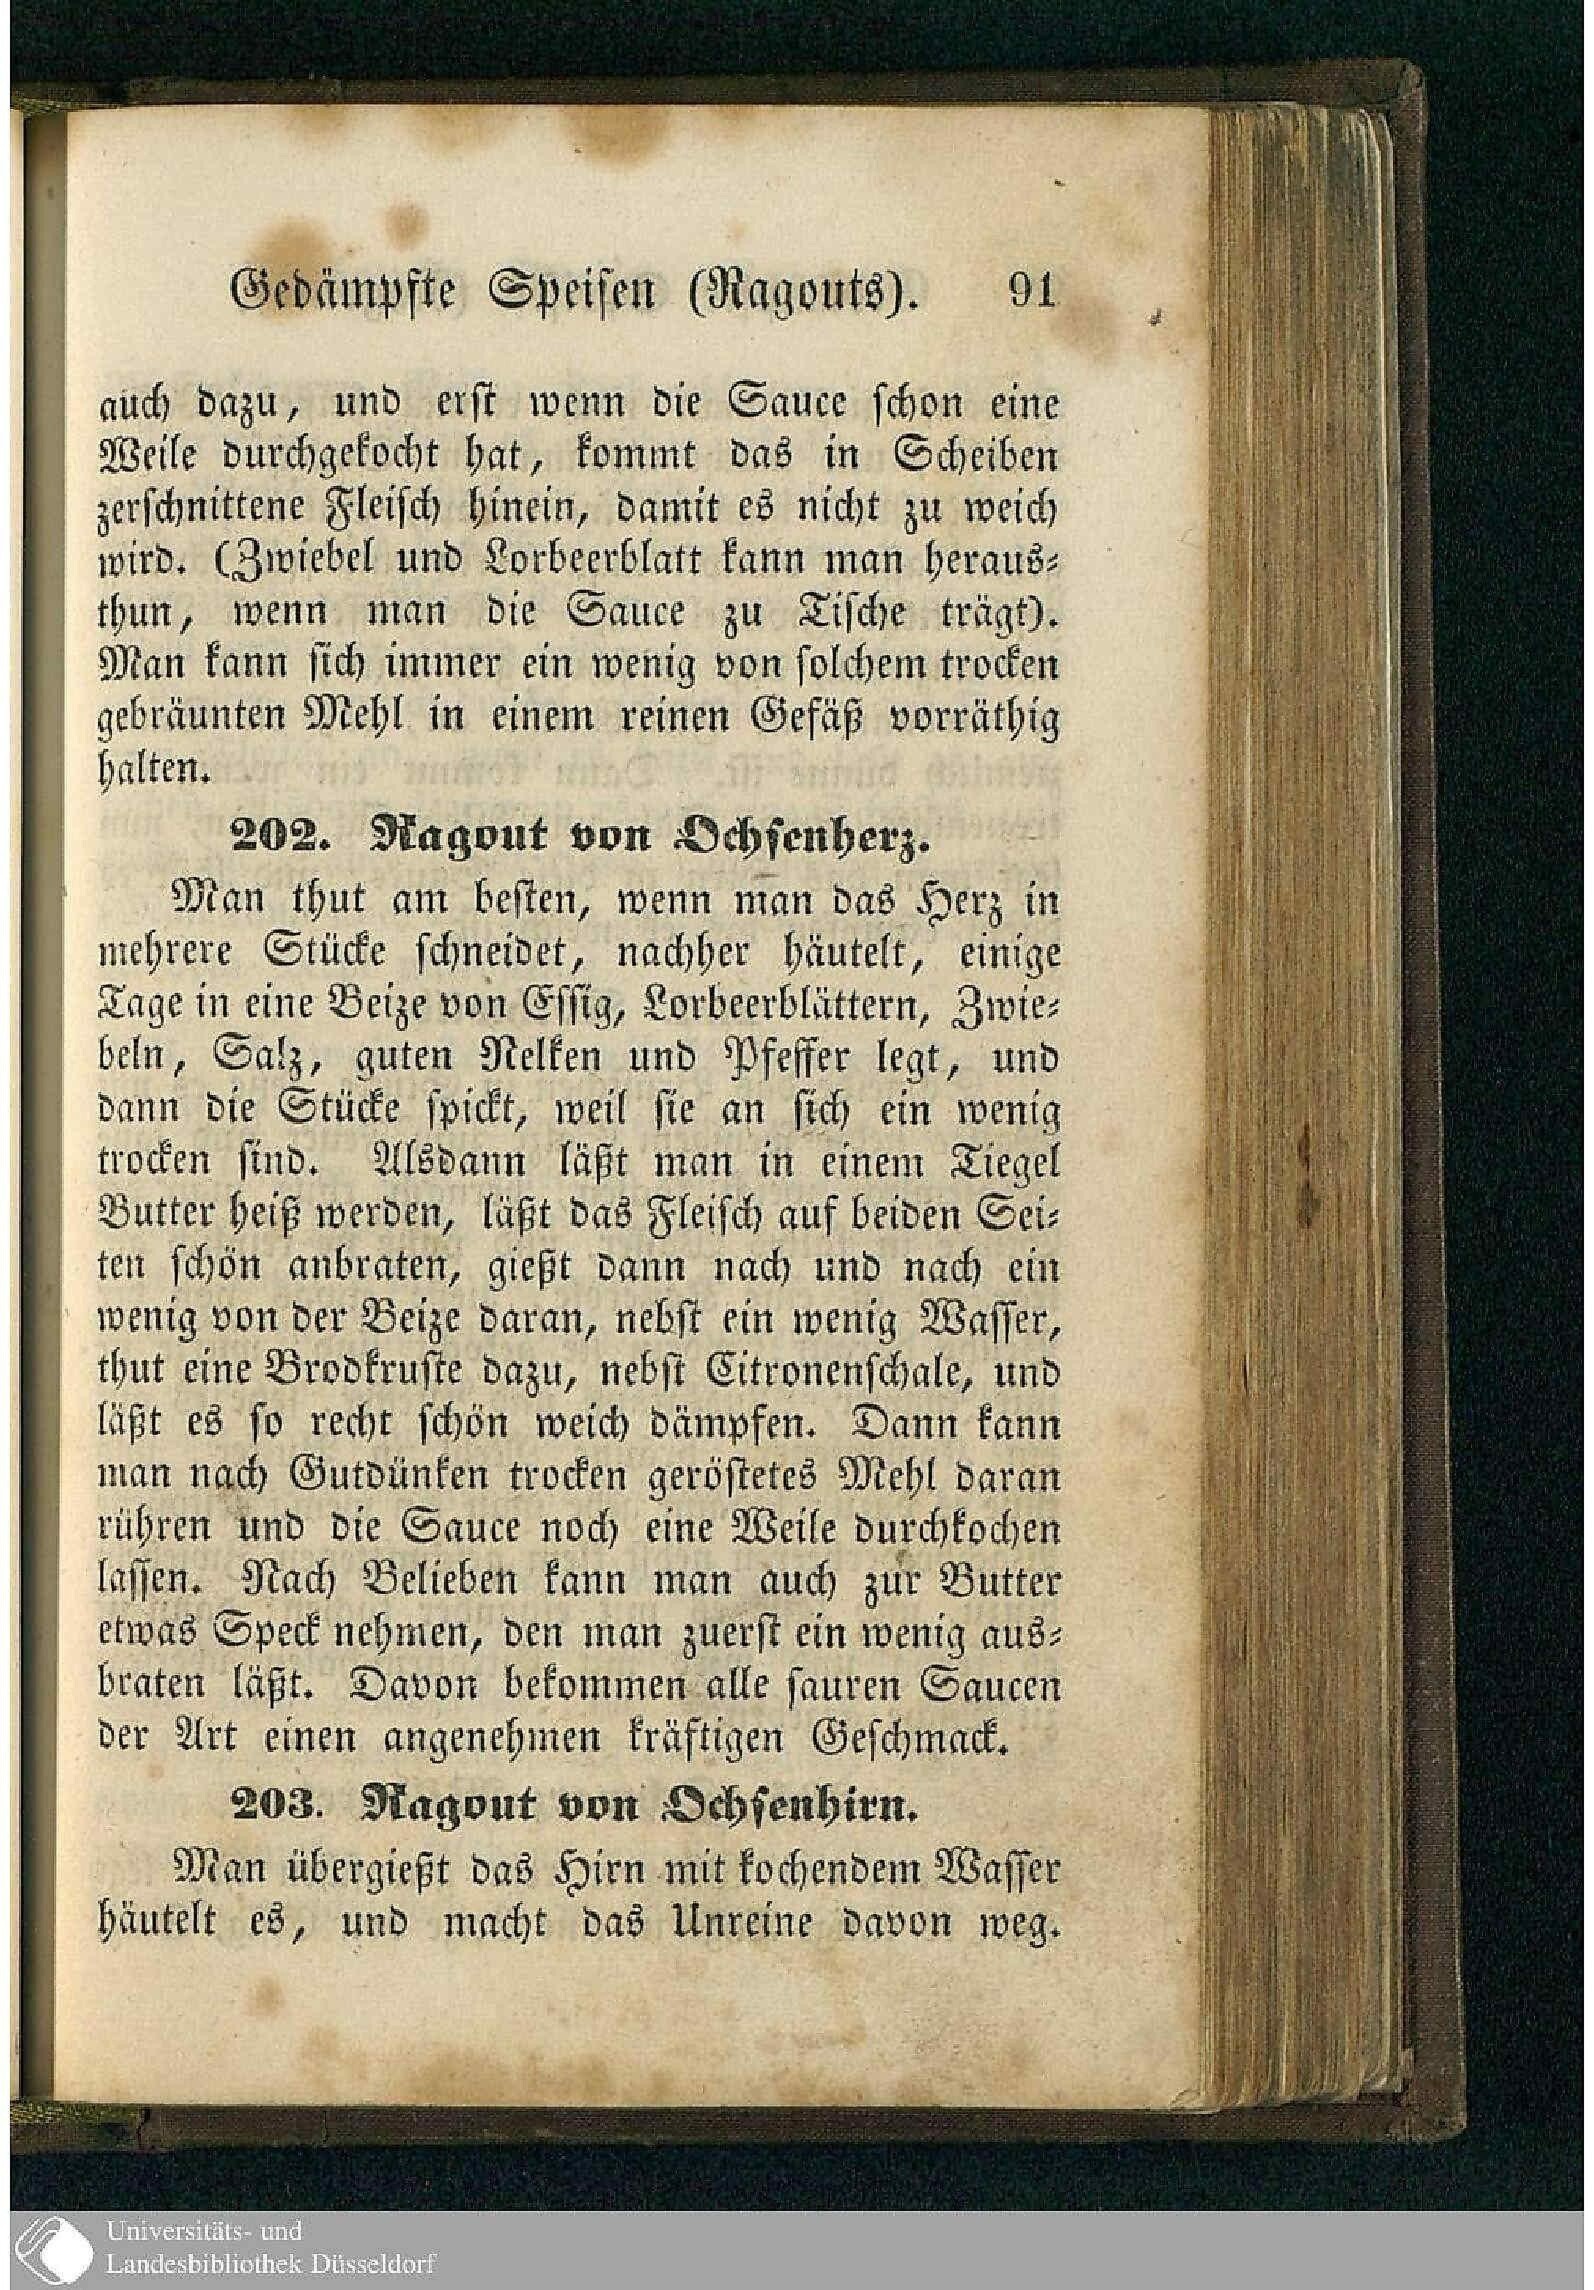 Gedämpfte Speisen (Ragouts). 91
auch dazu, und erst wenn die Sauce schon eine
Weile durchgekocht hat, kommt das in Scheiben
zerschnittene Fleisch hinein, damit es nicht zu weich
wird. (Zwiebel und Lorbeerblatt kann man heraus-
thun, wenn man die Sauce zu Tische trägt).
Man kann sich immer ein wenig von solchem trocken
gebräunten Mehl in einem reinen Gefäß vorräthig
halten.
202. Ragout von Ochsenherz.
Man thut am besten, wenn man das Herz in
mehrere Stücke schneidet, nachher häutelt, einige
Tage in eine Beize von Essig, Lorbeerblättern, Zwie-
beln, Salz, guten Nelken und Pfeffer legt, und
dann die Stücke spickt, weil sie an sich ein wenig
trocken sind. Alsdann läßt man in einem Tiegel
Butter heiß werden, läßt das Fleisch auf beiden Sei-
ten schön anbraten, gießt dann nach und nach ein
wenig von der Beize daran, nebst ein wenig Wasser,
thut eine Brodkruste dazu, nebst Citronenschale, und
läßt es so recht schön weich dämpfen. Dann kann
man nach Gutdünken trocken geröstetes Mehl daran
rühren und die Sauce noch eine Weile durchkochen
lassen. Nach Belieben kann man auch zur Butter
etwas Speck nehmen, den man zuerst ein wenig aus-
braten läßt. Davon bekommen alle sauren Saucen
der Art einen angenehmen kräftigen Geschmack.
203. Ragout von Ochsenhirn.
Man übergießt das Hirn mit kochendem Wasser
häutelt es, und macht das Unreine davon weg.
Universitäts- und
Landesbibliothek Düsseldorf